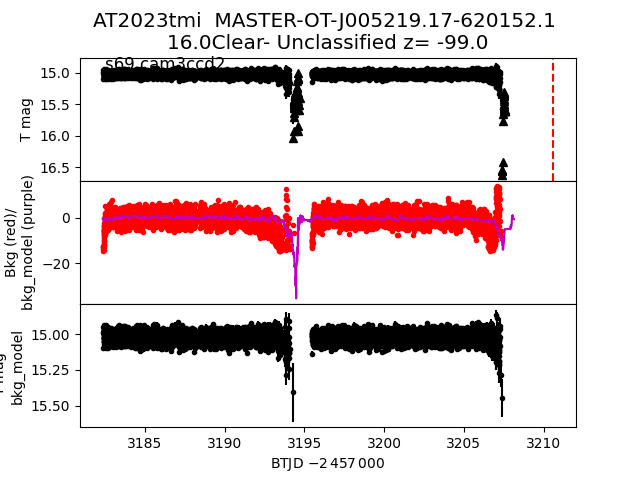 AT2023tmi  MASTER-OT-J005219.17-620152.1
16.0Clear- Unclassified z= -99.0
s69 cam3ccd2
15.0
15.5
16.0
16.5
T mag
0
−20
Bkg (red)/
bkg_model (purple)
15.00
15.25
15.50
T mag
bkg_model
3185
3190
3195
3200
3205
3210
BTJD −2 457 000